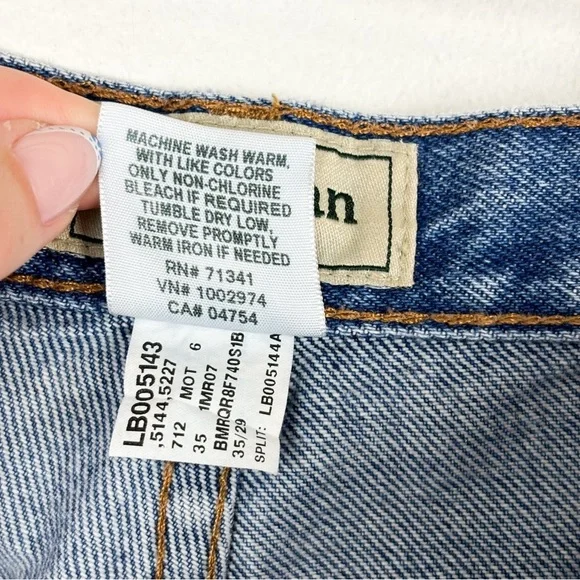 MACHINE WASH WARM,
WITH LIKE COLORS
ONLY NON-CHLORINE
BLEACH IF REQUIRED
TUMBLE DRY LOW,
REMOVE PROMPTLY
WARM IRON IF NEEDED
RN# 71341
VN# 1002974
CA# 04754
an
LB005143
,5144,5227
712 MOT 6
35 1MR07
BMRQR8F740S1B
35/29
SPLIT: LB005144A